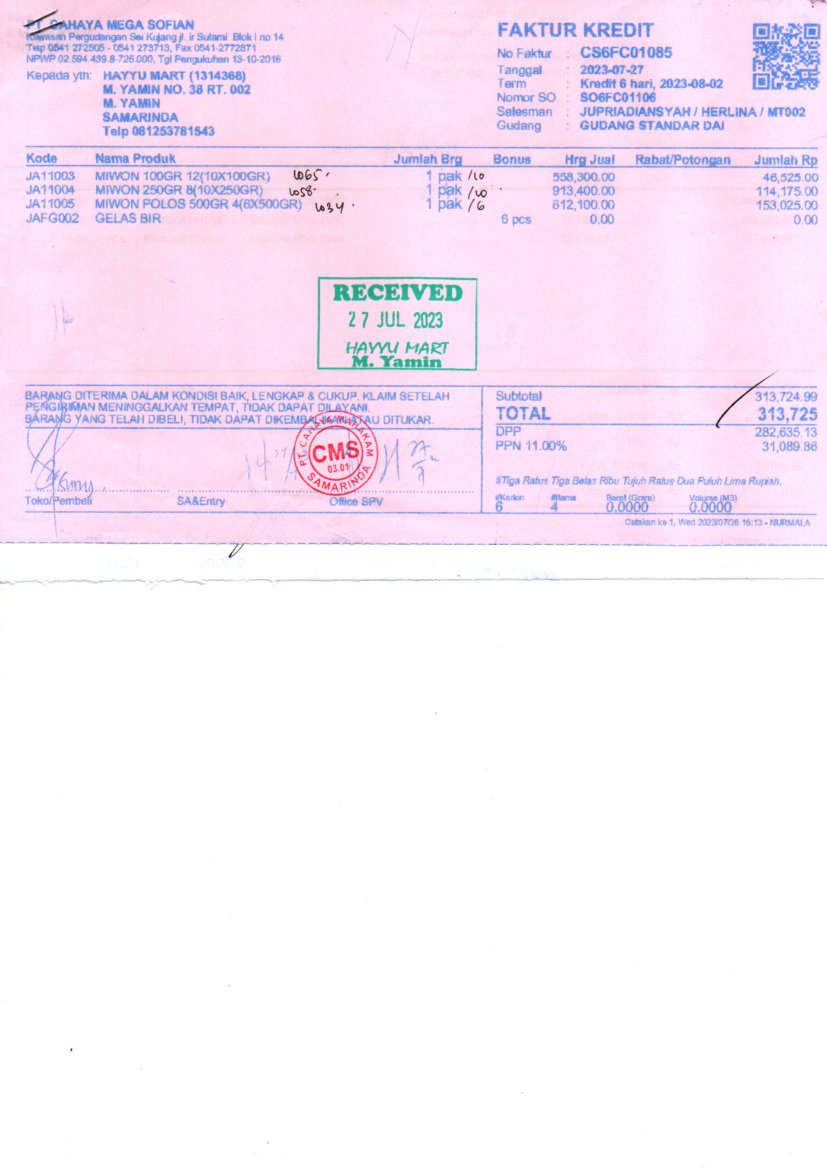 PT. CAHAYA MEGA SOFIAN
Kawasan Pergudangan Sei Kujang jl. ir Sutami Blok I no 14
Telp 0541 272505 - 0541 273713, Fax 0541-2772871
NPWP 02.594.439.8-725.000, Tgl Pengukuhan 13-10-2016
Kepada yth: HAYYU MART (1314368)
M. YAMIN NO. 38 RT. 002
M. YAMIN
SAMARINDA
Telp 081253781543
FAKTUR KREDIT
No Faktur : CS6FC01085
Tanggal : 2023-07-27
Term : Kredit 6 hari, 2023-08-02
Nomor SO : SO6FC01106
Salesman : JUPRIADIANSYAH / HERLINA / MT002
Gudang : GUDANG STANDAR DAI
Kode Nama Produk Jumlah Brg Bonus Hrg Jual Rabat/Potongan Jumlah Rp
JA11003 MIWON 100GR 12(10X100GR) 1 pak /10 558,300.00 46,525.00
JA11004 MIWON 250GR 8(10X250GR) 1 pak /10 913,400.00 114,175.00
JA11005 MIWON POLOS 500GR 4(6X500GR) 1 pak /6 612,100.00 153,025.00
JAFG002 GELAS BIR 6 pcs 0.00 0.00
RECEIVED
27 JUL 2023
HAYYU MART
M. Yamin
BARANG DITERIMA DALAM KONDISI BAIK, LENGKAP & CUKUP, KLAIM SETELAH
PENGIRIMAN MENINGGALKAN TEMPAT, TIDAK DAPAT DILAYANI.
BARANG YANG TELAH DIBELI, TIDAK DAPAT DIKEMBALIKAN ATAU DITUKAR.
Subtotal 313,724.99
TOTAL 313,725
DPP 282,635.13
PPN 11.00% 31,089.86
PT. CAHAYA MAHAKAM
CMS
03.01
SAMARINDA
#Tiga Ratus Tiga Belas Ribu Tujuh Ratus Dua Puluh Lima Rupiah.
Toko/Pembeli SA&Entry Office SPV
#Karton #Items Berat (Gram) Volume (M3)
6 4 0.0000 0.0000
Cetakan ke 1, Wed 2023/07/26 16:13 - NURMALA